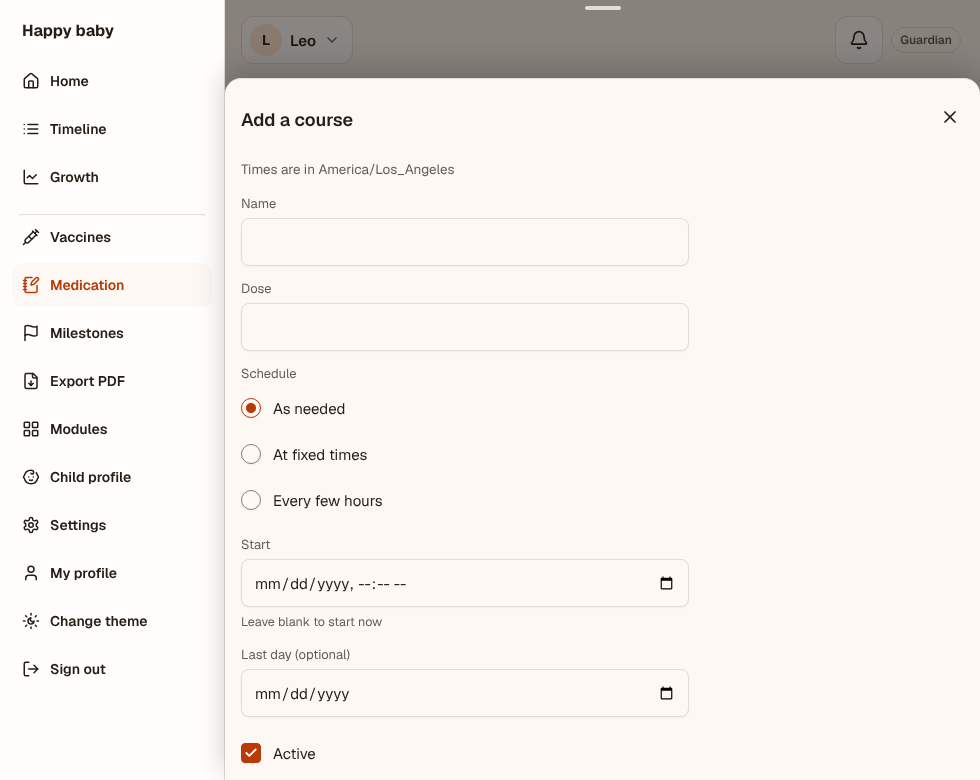 Happy baby
Home
Timeline
Growth
Vaccines
Medication
Milestones
Export PDF
Modules
Child profile
Settings
My profile
Change theme
Sign out
L Leo
Guardian
Add a course
Times are in America/Los_Angeles
Name
Dose
Schedule
As needed
At fixed times
Every few hours
Start
mm/dd/yyyy, --:-- --
Leave blank to start now
Last day (optional)
mm/dd/yyyy
Active